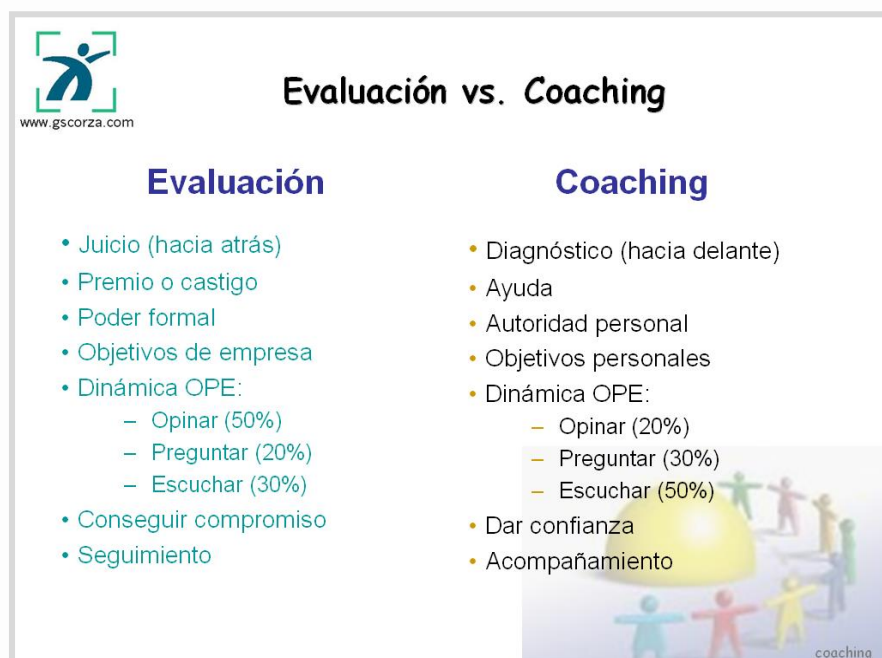 www.gscorza.com
Evaluación vs. Coaching
Evaluación
• Juicio (hacia atrás)
• Premio o castigo
• Poder formal
• Objetivos de empresa
• Dinámica OPE:
– Opinar (50%)
– Preguntar (20%)
– Escuchar (30%)
• Conseguir compromiso
• Seguimiento
Coaching
• Diagnóstico (hacia delante)
• Ayuda
• Autoridad personal
• Objetivos personales
• Dinámica OPE:
– Opinar (20%)
– Preguntar (30%)
– Escuchar (50%)
• Dar confianza
• Acompañamiento
coaching